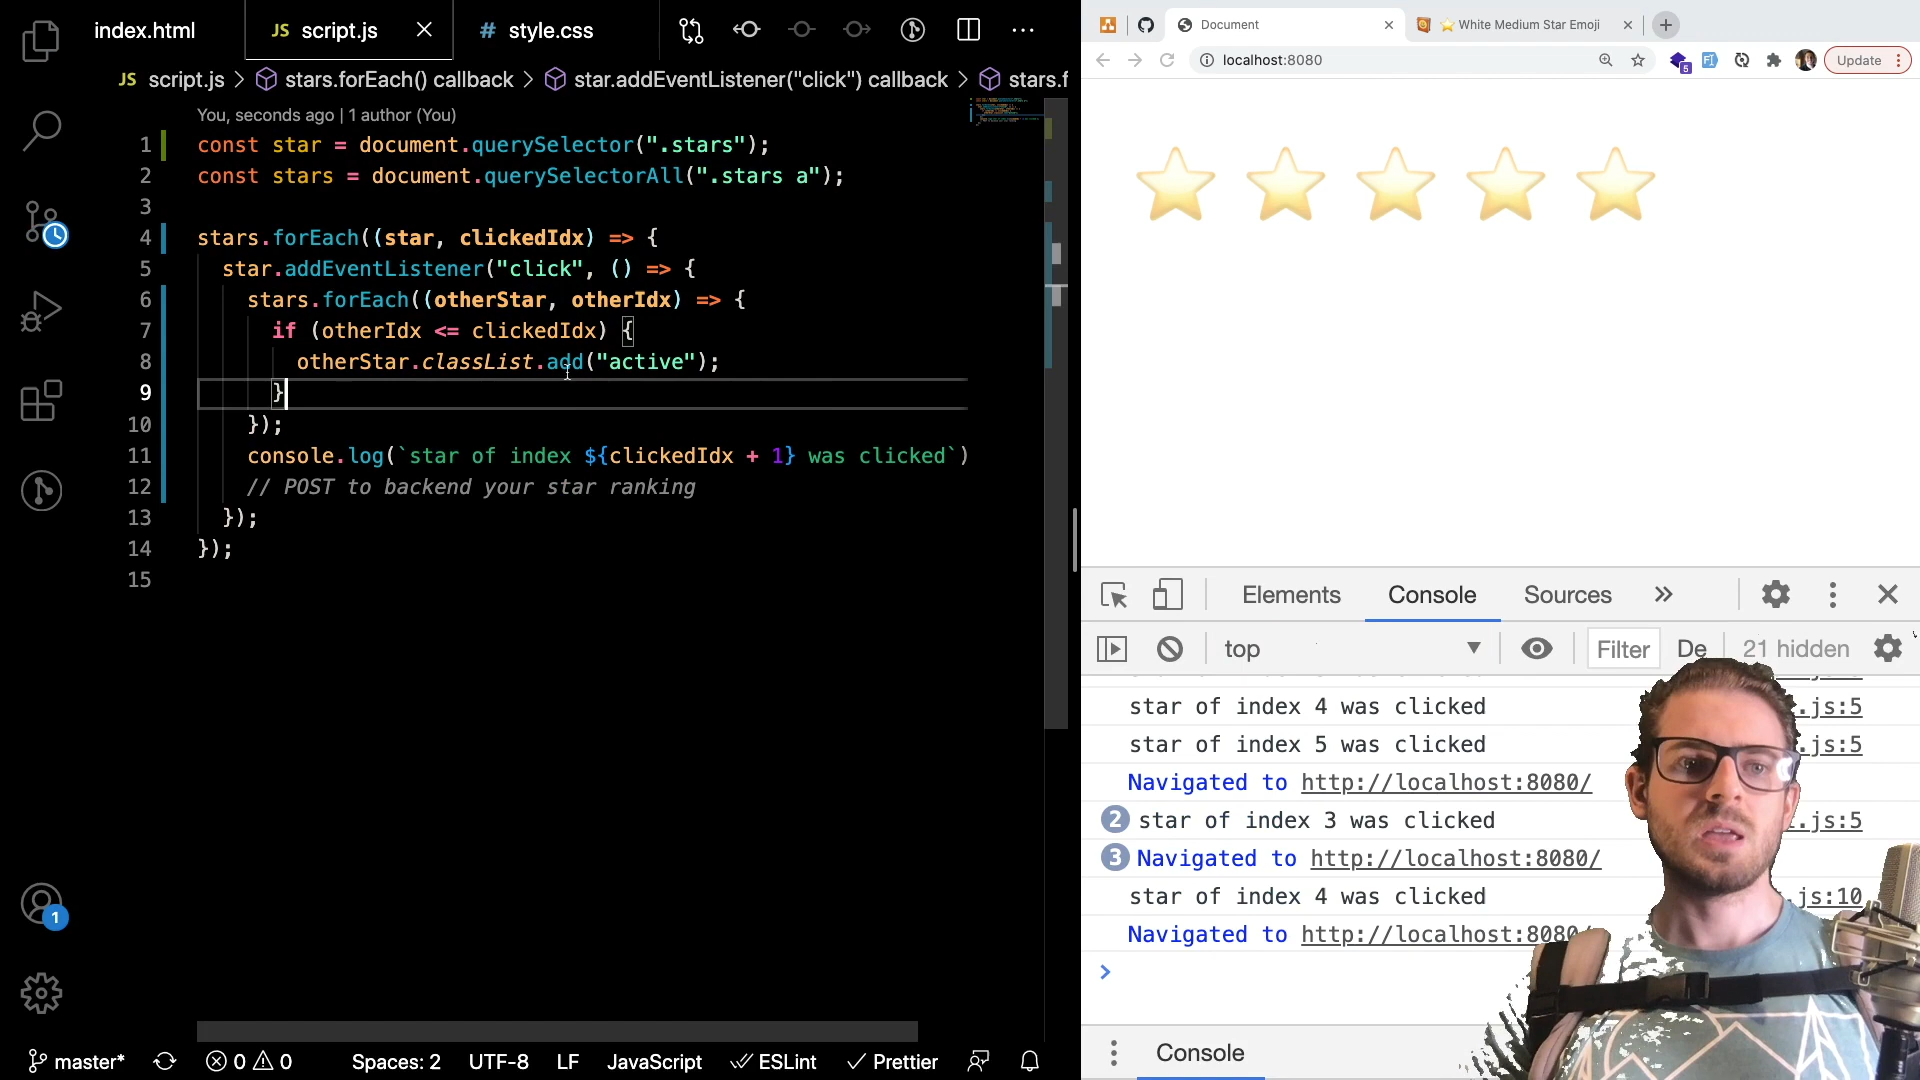 index.html
JS script.js
# style.css
JS script.js > stars.forEach() callback > star.addEventListener("click") callback > stars.f
You, seconds ago | 1 author (You)
1 const star = document.querySelector(".stars");
2 const stars = document.querySelectorAll(".stars a");
3
4 stars.forEach((star, clickedIdx) => {
5 star.addEventListener("click", () => {
6 stars.forEach((otherStar, otherIdx) => {
7 if (otherIdx <= clickedIdx) {
8 otherStar.classList.add("active");
9 }
10 });
11 console.log(`star of index ${clickedIdx + 1} was clicked`)
12 // POST to backend your star ranking
13 });
14 });
15
1
master*
0 0
Spaces: 2
UTF-8
LF
JavaScript
ESLint
Prettier
Document
White Medium Star Emoji
localhost:8080
5
Update
Elements
Console
Sources
top
Filter
De
21 hidden
star of index 4 was clicked .js:5
star of index 5 was clicked .js:5
Navigated to http://localhost:8080/
2 star of index 3 was clicked .js:5
3 Navigated to http://localhost:8080/
star of index 4 was clicked .js:10
Navigated to http://localhost:8080/
Console